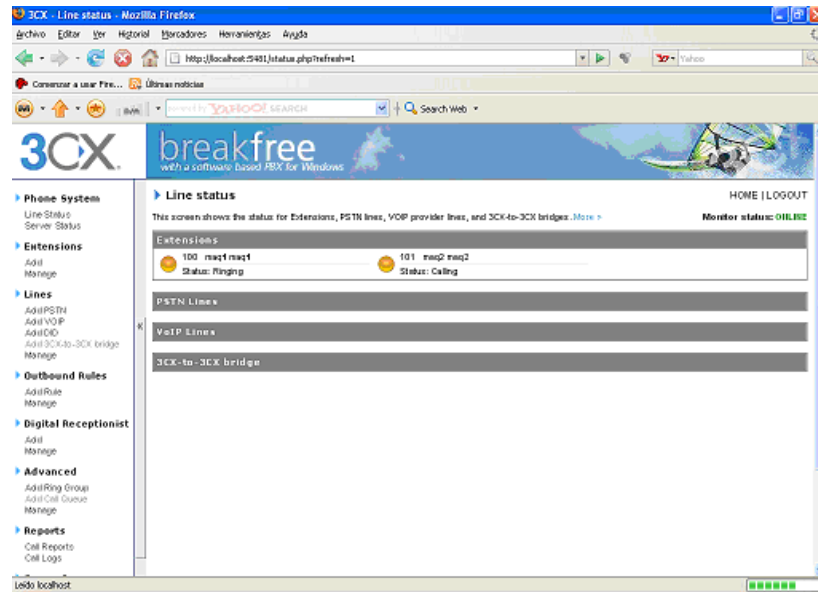 3CX - Line status - Mozilla Firefox
Archivo Editar Ver Historial Marcadores Herramientas Ayuda
http://localhost:5481/status.php?refresh=1
Yahoo
Comenzar a usar Fire... Últimas noticias
YAHOO! SEARCH Search Web
3CX
breakfree
with a software based PBX for Windows
Phone System
Line Status
Server Status
Extensions
Add
Manage
Lines
Add PSTN
Add VOIP
Add DID
Add 3CX-to-3CX bridge
Manage
Outbound Rules
Add Rule
Manage
Digital Receptionist
Add
Manage
Advanced
Add Ring Group
Add Call Queue
Manage
Reports
Call Reports
Call Logs
Line status
HOME | LOGOUT
This screen shows the status for Extensions, PSTN lines, VOIP provider lines, and 3CX-to-3CX bridges. More »
Monitor status: ONLINE
Extensions
100 maq1 maq1
Status: Ringing
101 maq2 maq2
Status: Calling
PSTN Lines
VoIP Lines
3CX-to-3CX bridge
Leído localhost